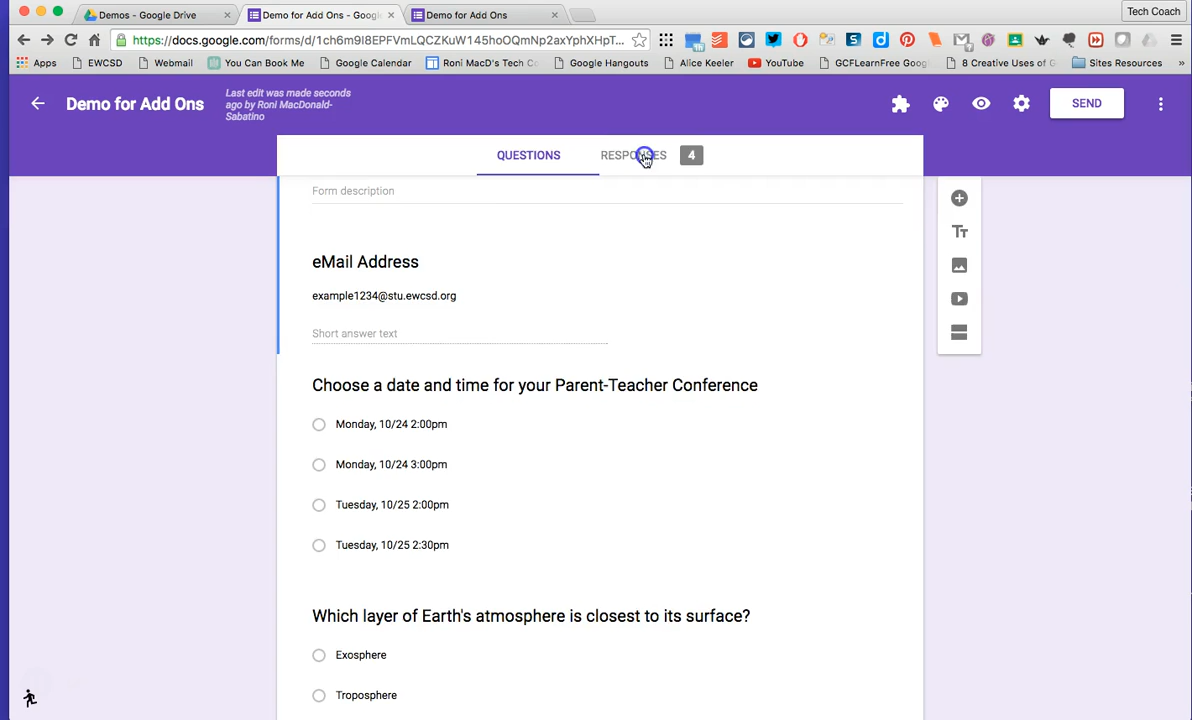 Demos - Google Drive
Demo for Add Ons - Googl
Demo for Add Ons
Tech Coach
https://docs.google.com/forms/d/1ch6m9I8EPFVmLQCZKuW145hoOQmNp2axYphXHpT...
Apps
EWCSD
Webmail
You Can Book Me
Google Calendar
Roni MacD's Tech Co
Google Hangouts
Alice Keeler
YouTube
GCFLearnFree Goog
8 Creative Uses of G
Sites Resources
»
Demo for Add Ons
Last edit was made seconds
ago by Roni MacDonald-
Sabatino
SEND
QUESTIONS
RESPONSES
4
Form description
eMail Address
example1234@stu.ewcsd.org
Short answer text
Choose a date and time for your Parent-Teacher Conference
Monday, 10/24 2:00pm
Monday, 10/24 3:00pm
Tuesday, 10/25 2:00pm
Tuesday, 10/25 2:30pm
Which layer of Earth's atmosphere is closest to its surface?
Exosphere
Troposphere